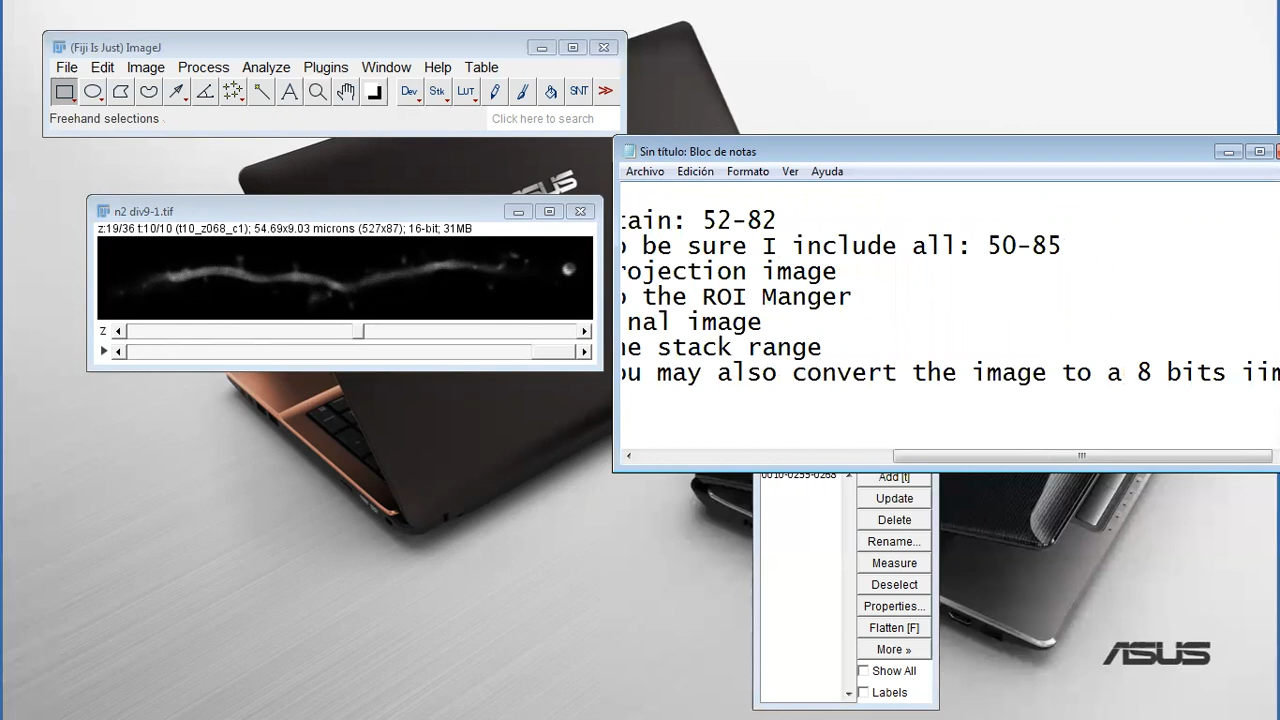 (Fiji Is Just) ImageJ
File Edit Image Process Analyze Plugins Window Help Table
Dev Stk LUT SNT >>
Freehand selections
Click here to search
Sin título: Bloc de notas
Archivo Edición Formato Ver Ayuda
tain: 52-82
o be sure I include all: 50-85
rojection image
o the ROI Manger
nal image
he stack range
ou may also convert the image to a 8 bits iim
ASUS
n2 div9-1.tif
z:19/36 t:10/10 (t10_z068_c1); 54.69x9.03 microns (527x87); 16-bit; 31MB
Z
0010-0255-0268
Add [t]
Update
Delete
Rename...
Measure
Deselect
Properties...
Flatten [F]
More »
Show All
Labels
ASUS